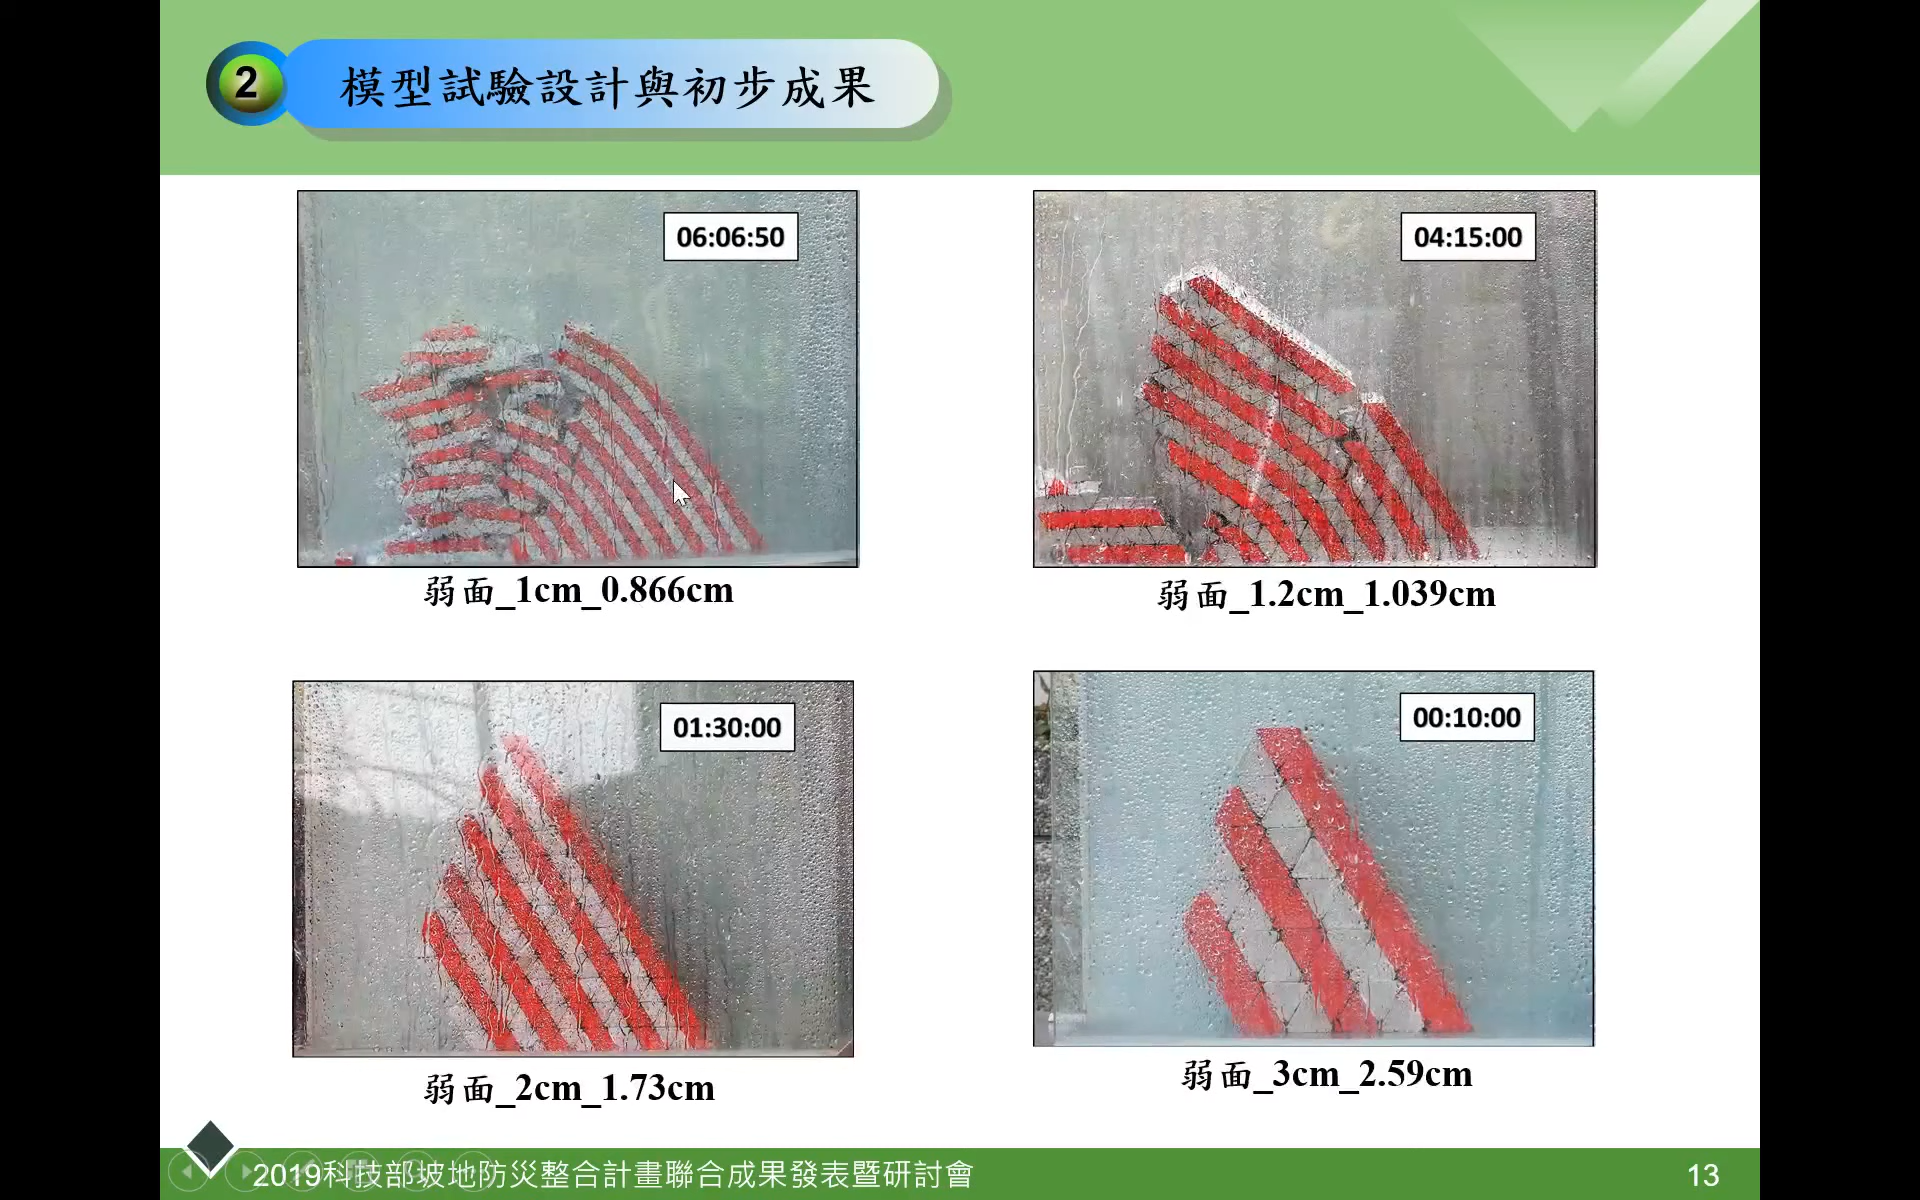 2
模型試驗設計與初步成果
06:06:50
04:15:00
弱面_1cm_0.866cm
弱面_1.2cm_1.039cm
01:30:00
00:10:00
弱面_2cm_1.73cm
弱面_3cm_2.59cm
2019科技部坡地防災整合計畫聯合成果發表暨研討會
13